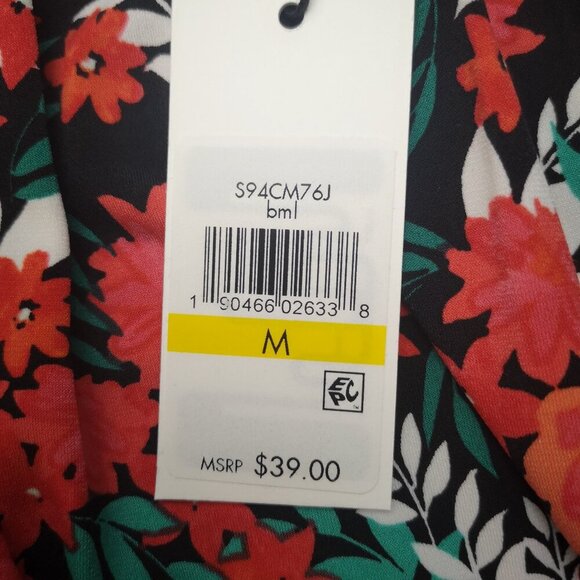 S94CM76J
bml
1 90466 02633 8
M
EPC
MSRP $39.00